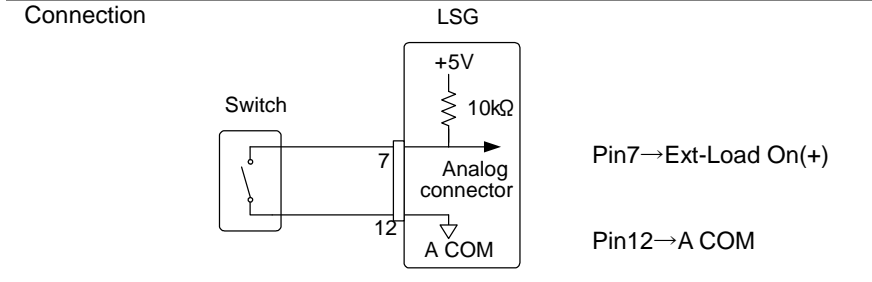 Connection
LSG
+5V
Switch
10kΩ
7
Analog
connector
Pin7→Ext-Load On(+)
12
A COM
Pin12→A COM